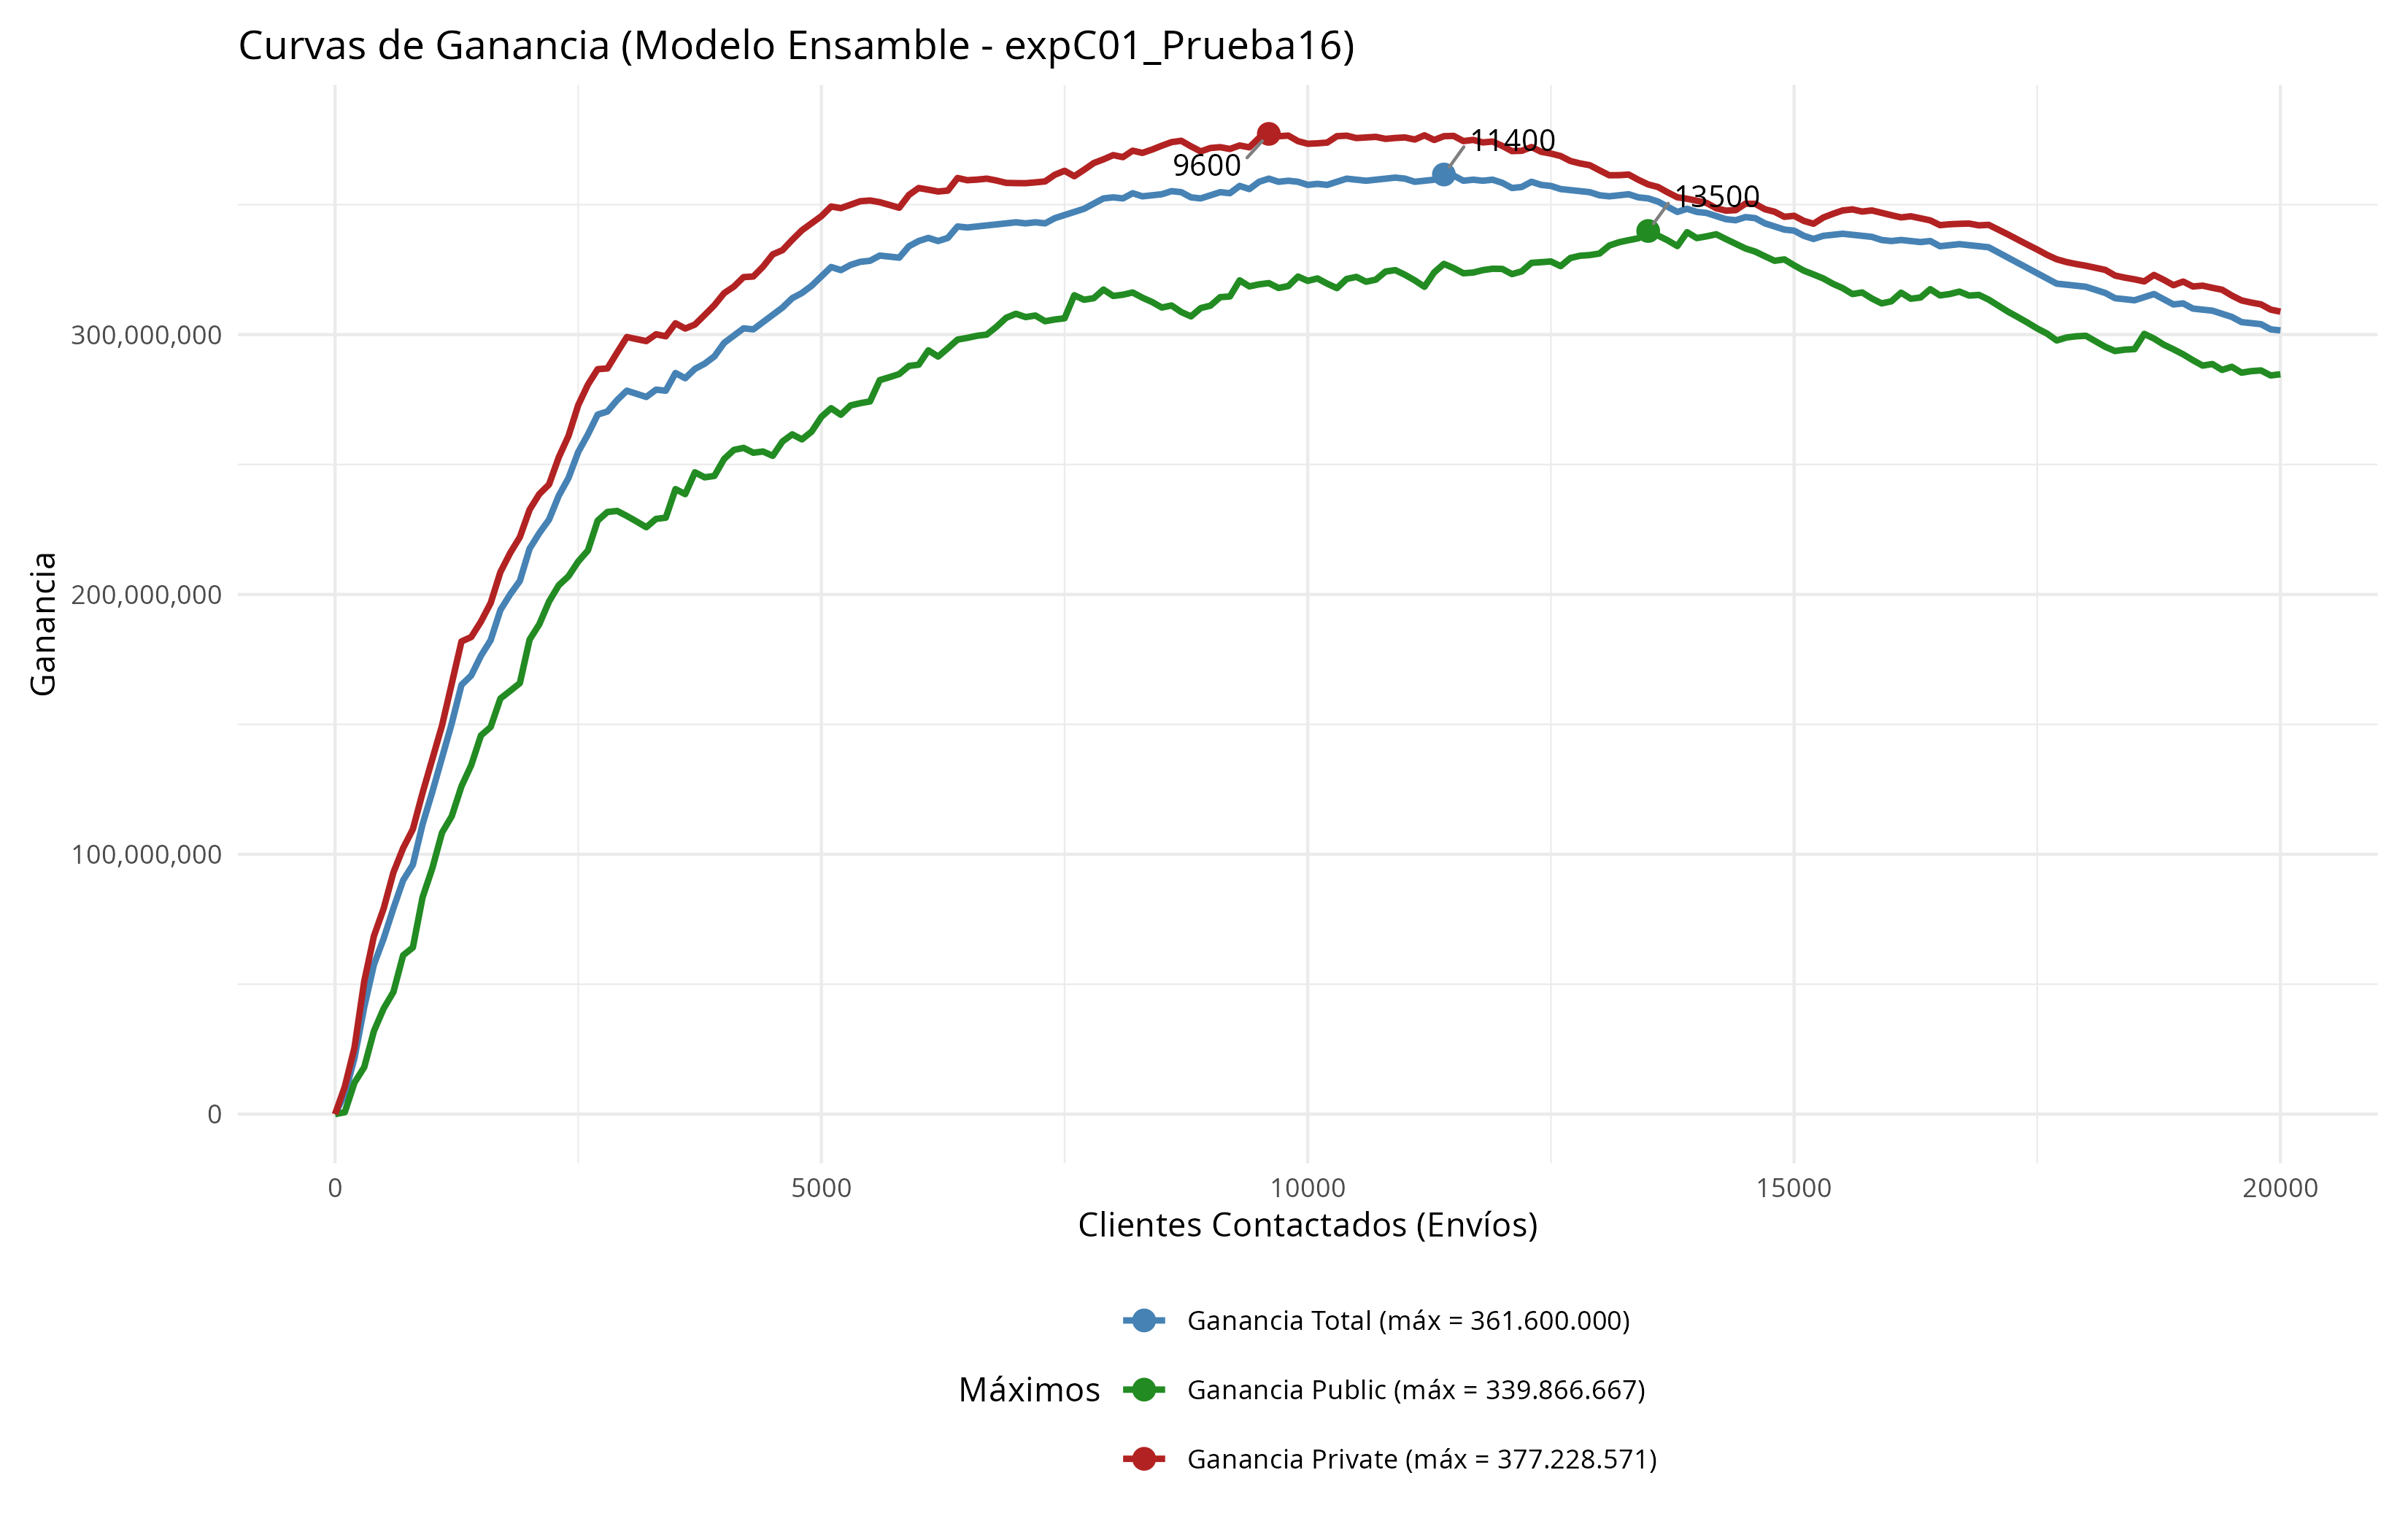 Curvas de Ganancia (Modelo Ensamble - expC01_Prueba16)
11400
9600
13500
300,000,000
200,000,000
100,000,000
0
Ganancia
0 5000 10000 15000 20000
Clientes Contactados (Envíos)
Máximos
Ganancia Total (máx = 361.600.000)
Ganancia Public (máx = 339.866.667)
Ganancia Private (máx = 377.228.571)